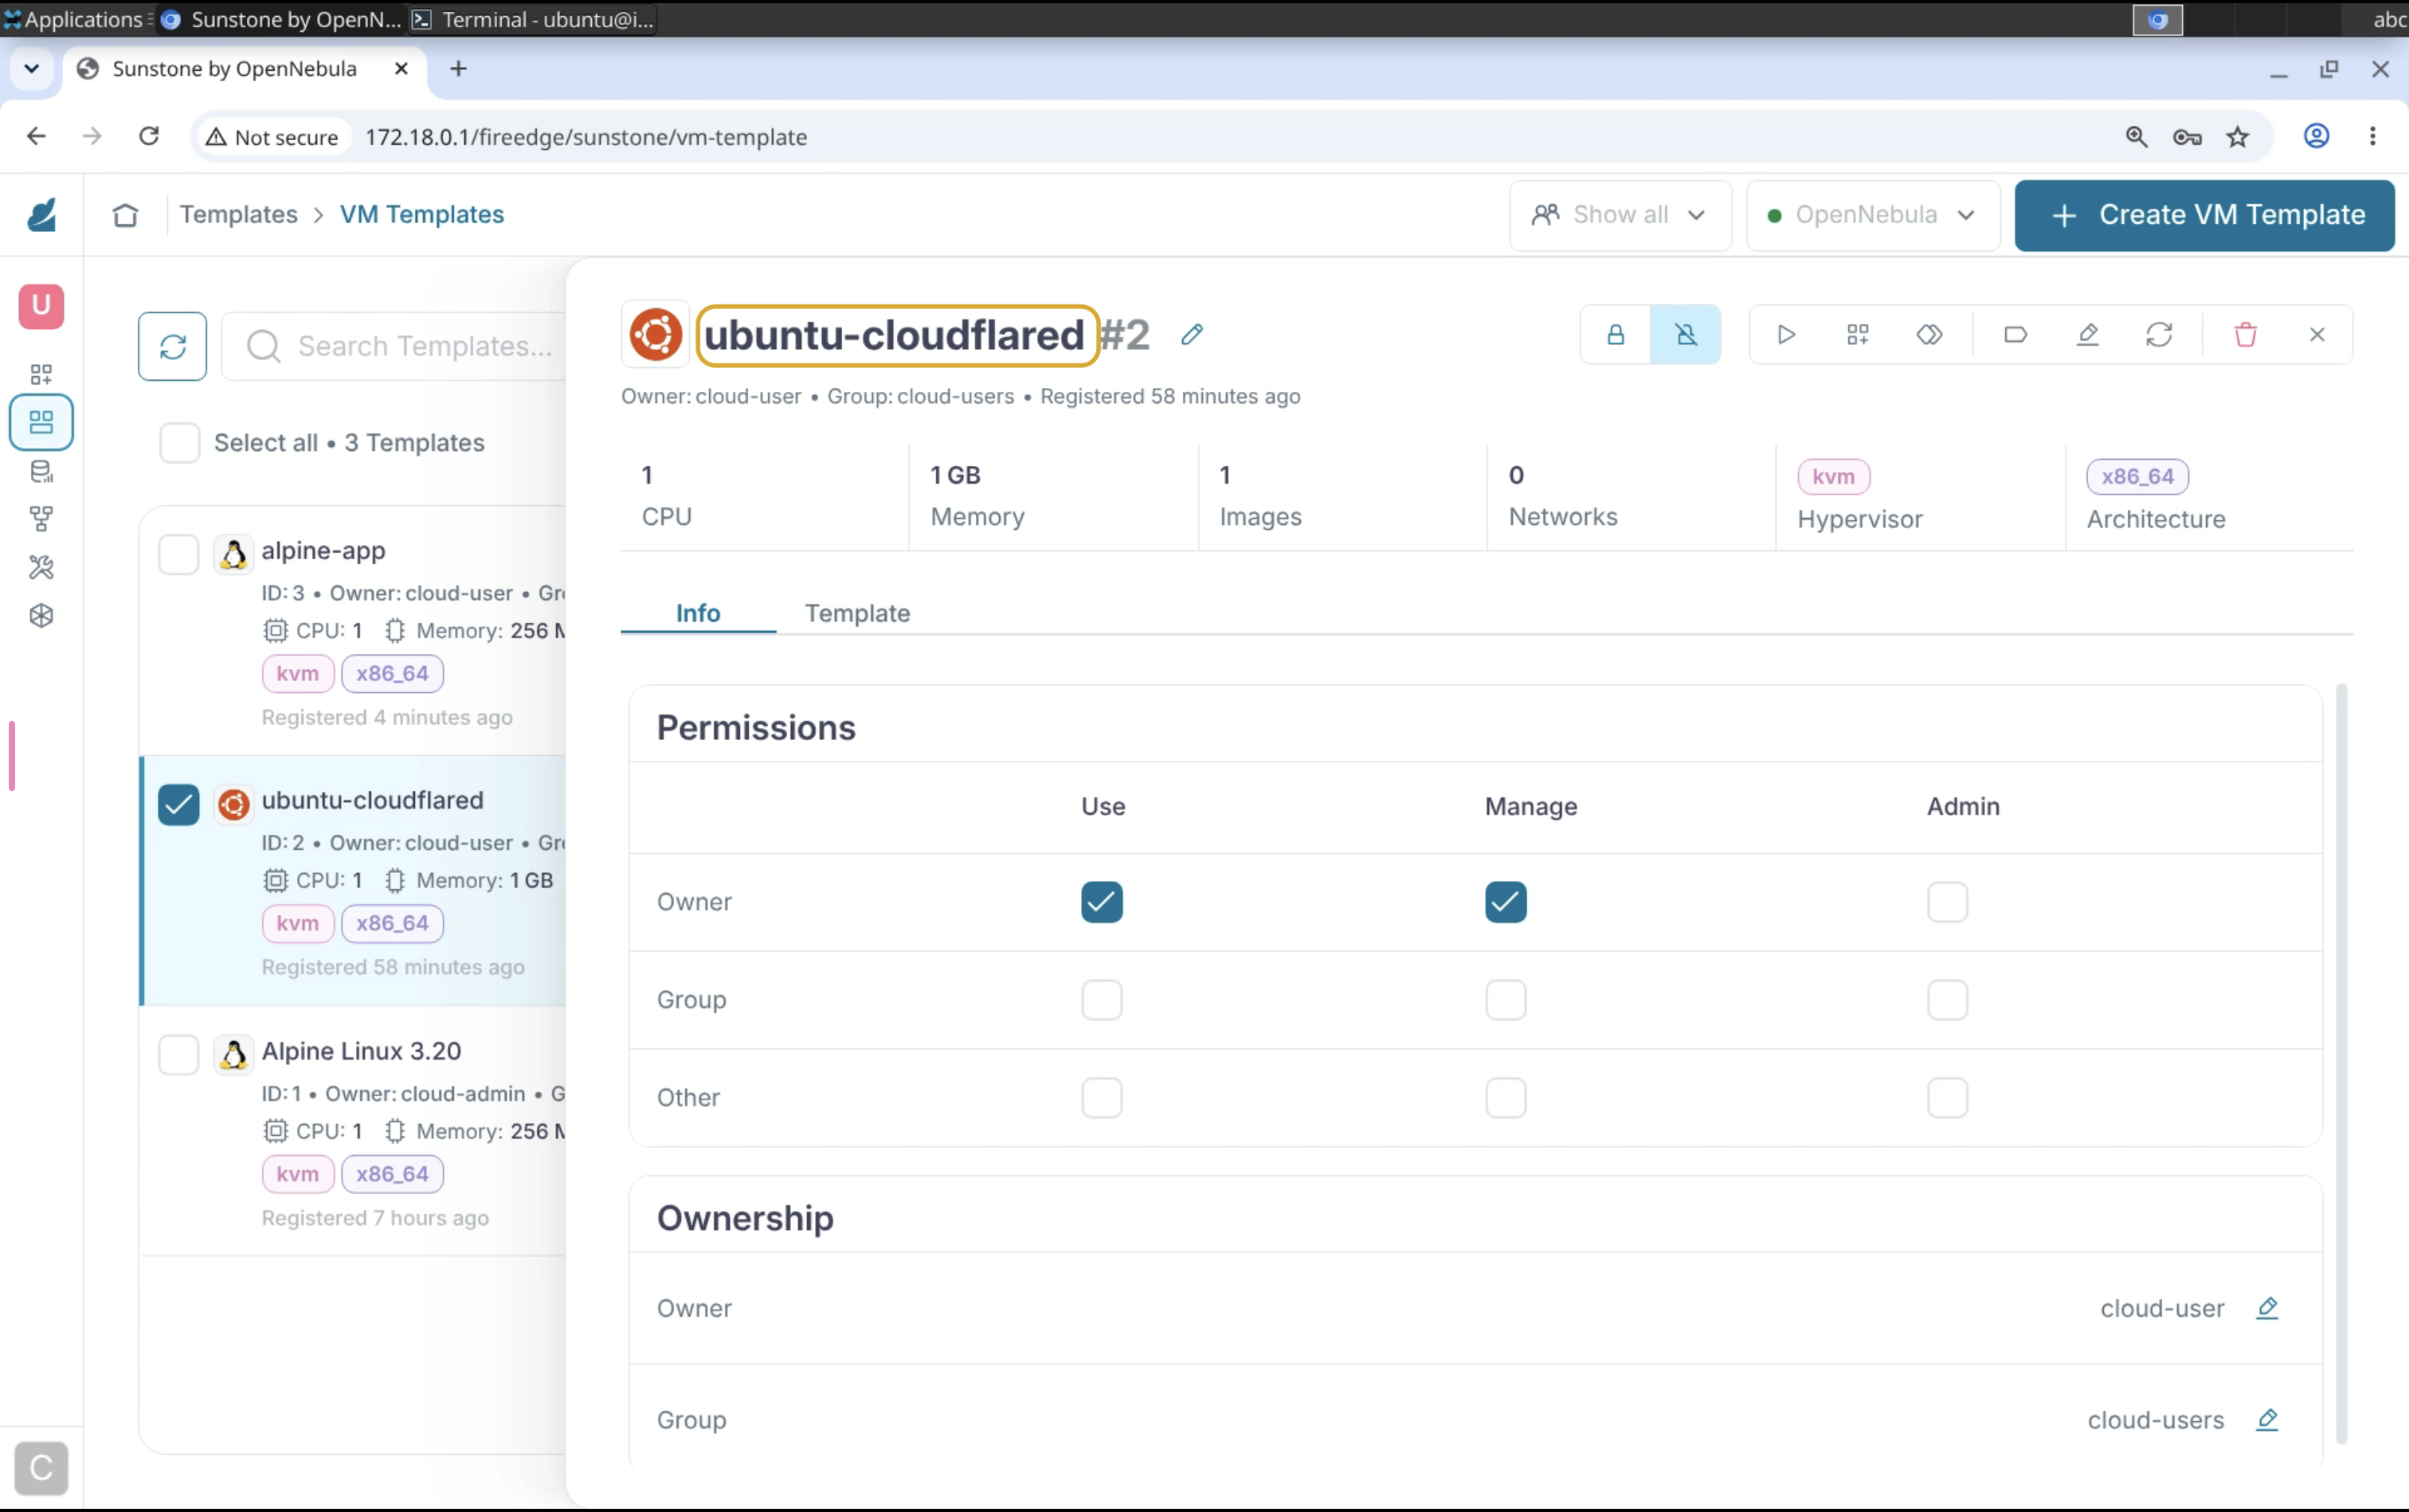 Applications
Sunstone by OpenN...
Terminal - ubuntu@i...
abc
Sunstone by OpenNebula
Not secure
172.18.0.1/fireedge/sunstone/vm-template
Templates > VM Templates
Show all
OpenNebula
+ Create VM Template
U
Search Templates...
Select all • 3 Templates
alpine-app
ID: 3 • Owner: cloud-user •
CPU: 1 Memory: 256
kvm x86_64
Registered 4 minutes ago
ubuntu-cloudflared
ID: 2 • Owner: cloud-user •
CPU: 1 Memory: 1 GB
kvm x86_64
Registered 58 minutes ago
Alpine Linux 3.20
ID: 1 • Owner: cloud-admin •
CPU: 1 Memory: 256
kvm x86_64
Registered 7 hours ago
C
ubuntu-cloudflared #2
Owner: cloud-user • Group: cloud-users • Registered 58 minutes ago
1
CPU
1 GB
Memory
1
Images
0
Networks
kvm
Hypervisor
x86_64
Architecture
Info
Template
Permissions
Use Manage Admin
Owner
Group
Other
Ownership
Owner cloud-user
Group cloud-users